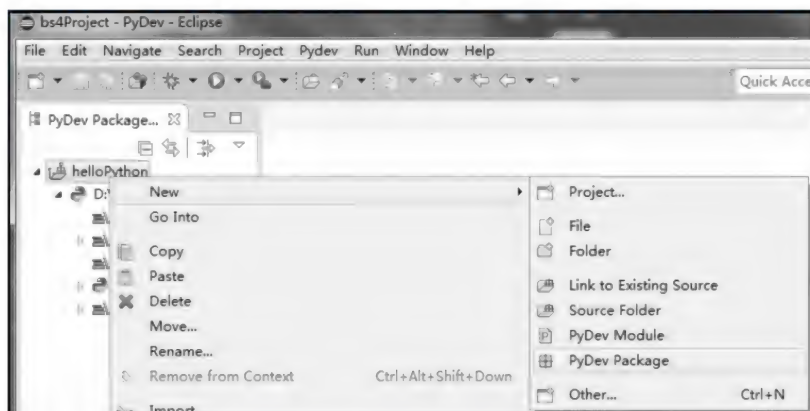 bs4Project - PyDev - Eclipse
File Edit Navigate Search Project Pydev Run Window Help
Quick Acce
PyDev Package...
helloPython
D:\
New
Go Into
Copy
Paste
Delete
Move...
Rename...
Remove from Context Ctrl+Alt+Shift+Down
Import
Project...
File
Folder
Link to Existing Source
Source Folder
PyDev Module
PyDev Package
Other... Ctrl+N